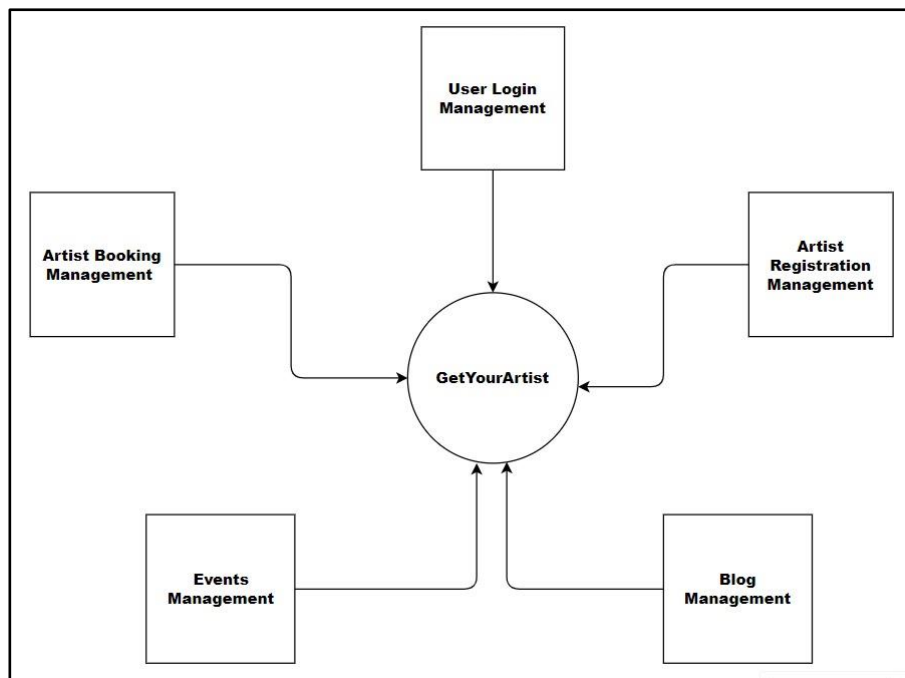 User Login
Management
Artist Booking
Management
Artist
Registration
Management
GetYourArtist
Events
Management
Blog
Management